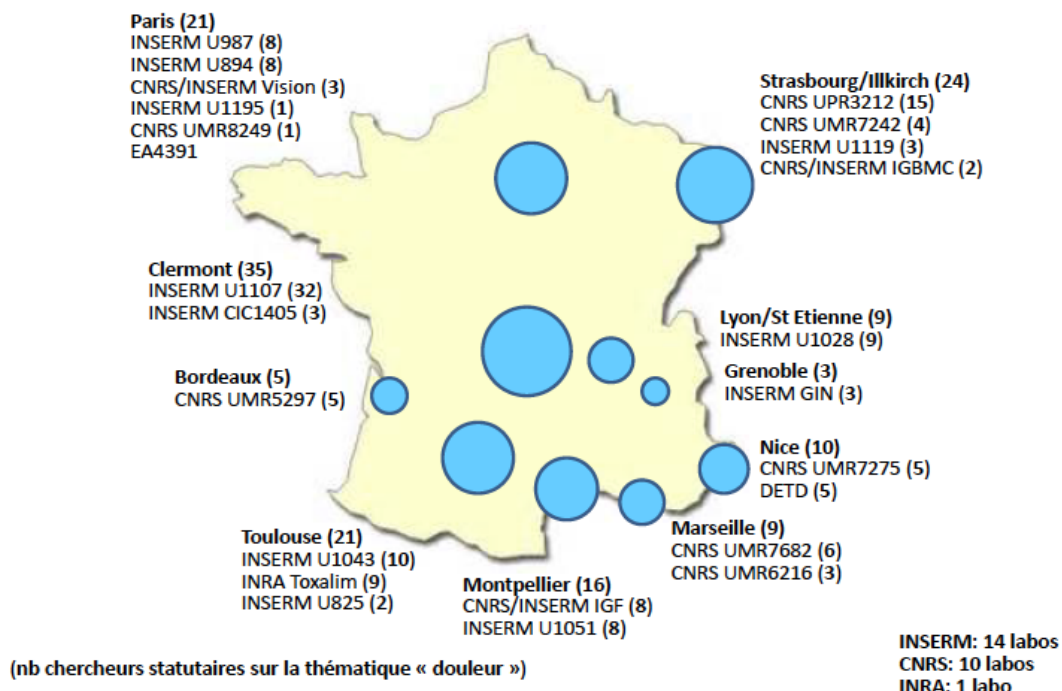 Paris (21)
INSERM U987 (8)
INSERM U894 (8)
CNRS/INSERM Vision (3)
INSERM U1195 (1)
CNRS UMR8249 (1)
EA4391
Strasbourg/Illkirch (24)
CNRS UPR3212 (15)
CNRS UMR7242 (4)
INSERM U1119 (3)
CNRS/INSERM IGBMC (2)
Clermont (35)
INSERM U1107 (32)
INSERM CIC1405 (3)
Lyon/St Etienne (9)
INSERM U1028 (9)
Grenoble (3)
INSERM GIN (3)
Bordeaux (5)
CNRS UMR5297 (5)
Nice (10)
CNRS UMR7275 (5)
DETD (5)
Marseille (9)
CNRS UMR7682 (6)
CNRS UMR6216 (3)
Toulouse (21)
INSERM U1043 (10)
INRA Toxalim (9)
INSERM U825 (2)
Montpellier (16)
CNRS/INSERM IGF (8)
INSERM U1051 (8)
(nb chercheurs statutaires sur la thématique « douleur »)
INSERM: 14 labos
CNRS: 10 labos
INRA: 1 labo